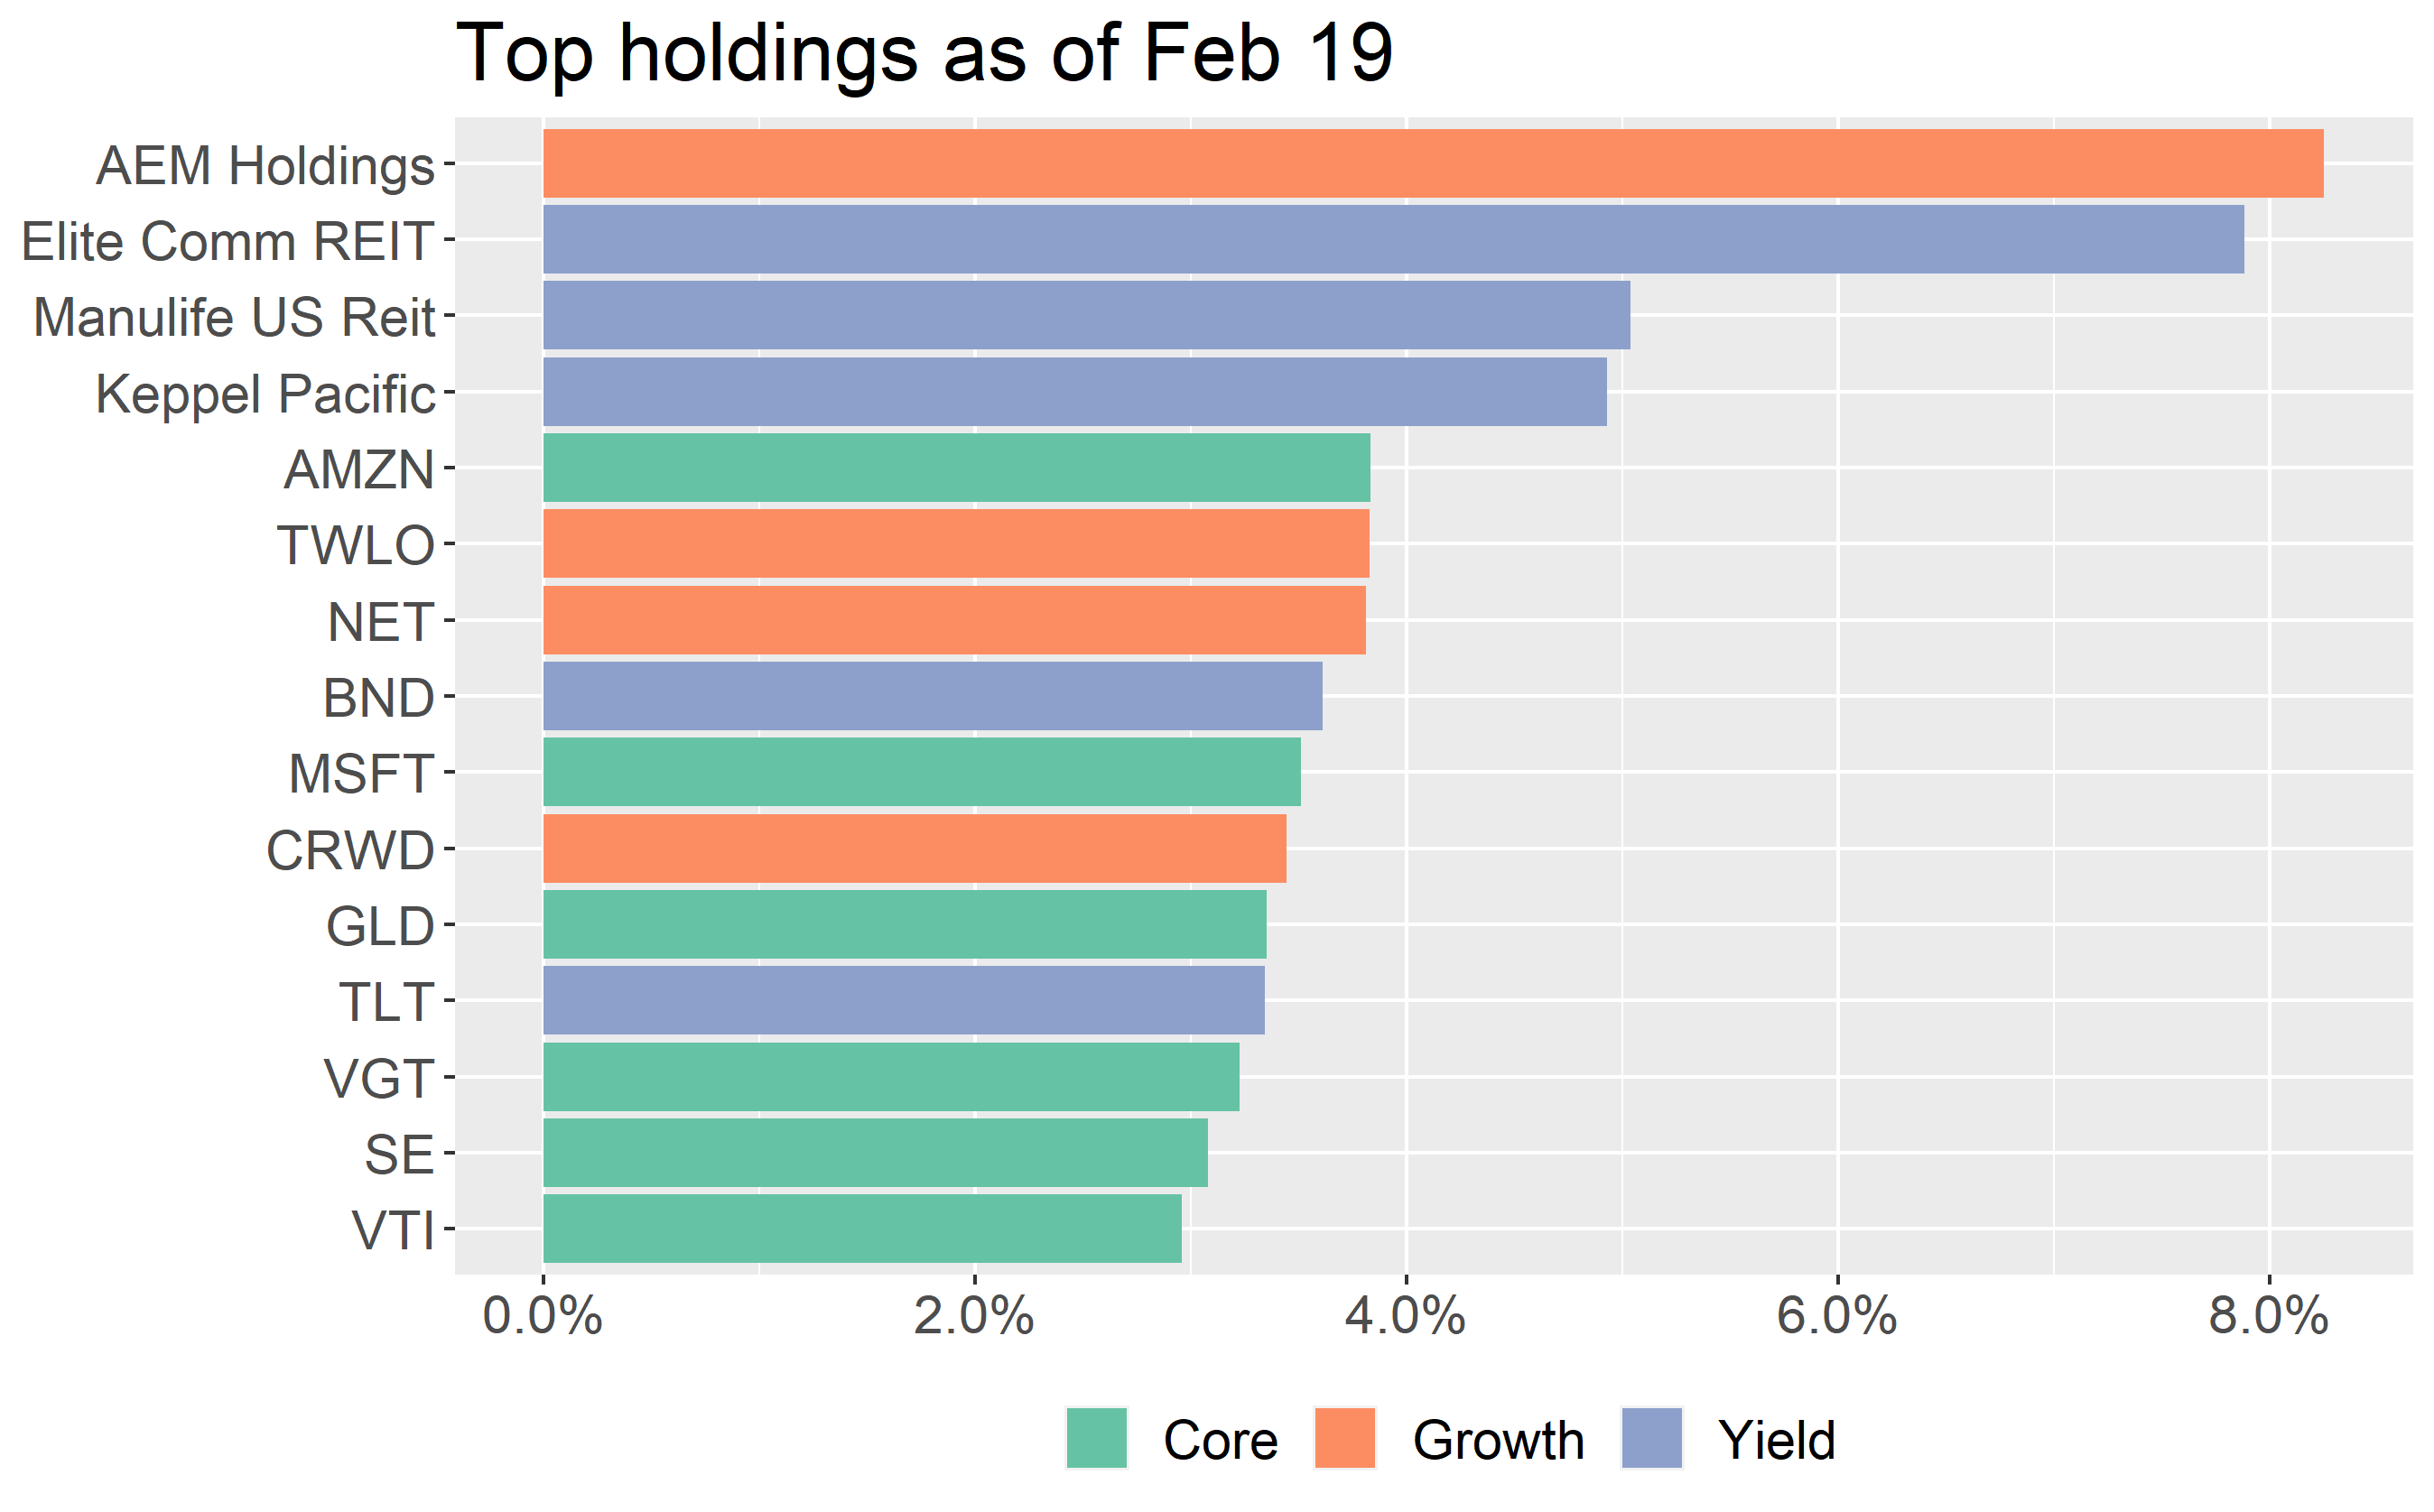 Top holdings as of Feb 19
AEM Holdings
Elite Comm REIT
Manulife US Reit
Keppel Pacific
AMZN
TWLO
NET
BND
MSFT
CRWD
GLD
TLT
VGT
SE
VTI
0.0% 2.0% 4.0% 6.0% 8.0%
Core Growth Yield